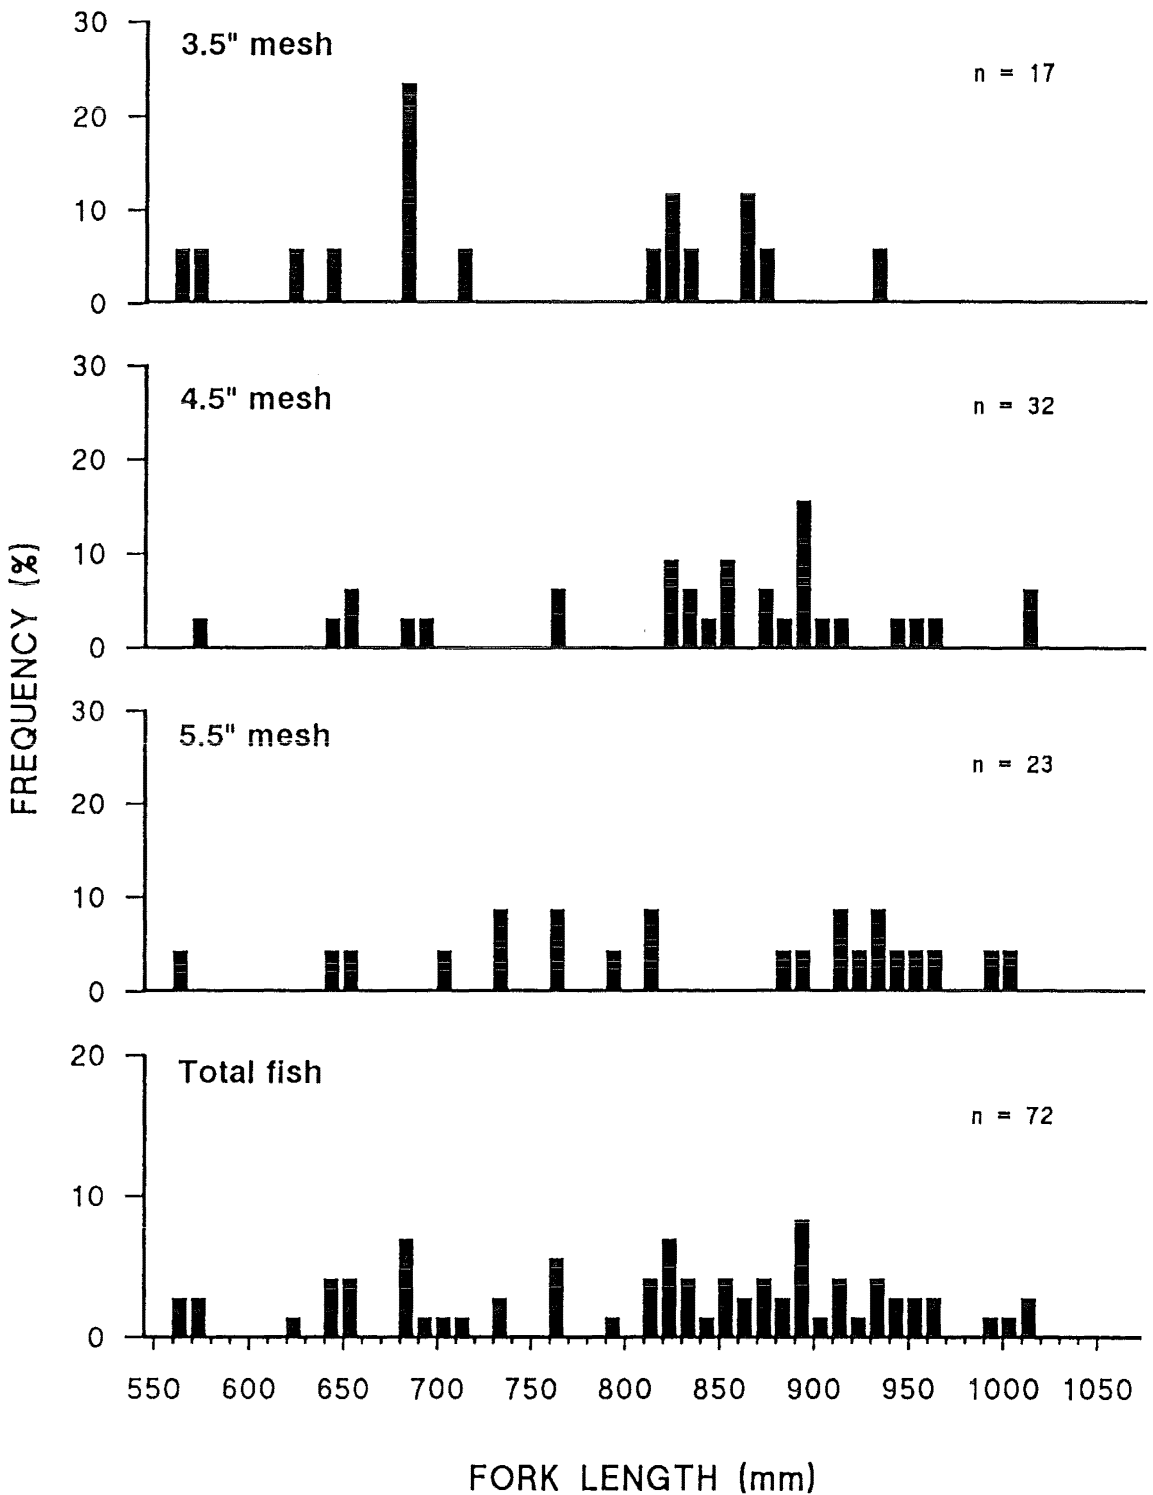 30
3.5" mesh
n = 17
20
10
0
30
4.5" mesh
n = 32
20
10
0
FREQUENCY (%)
30
5.5" mesh
n = 23
20
10
0
20
Total fish
n = 72
10
0
550 600 650 700 750 800 850 900 950 1000 1050
FORK LENGTH (mm)